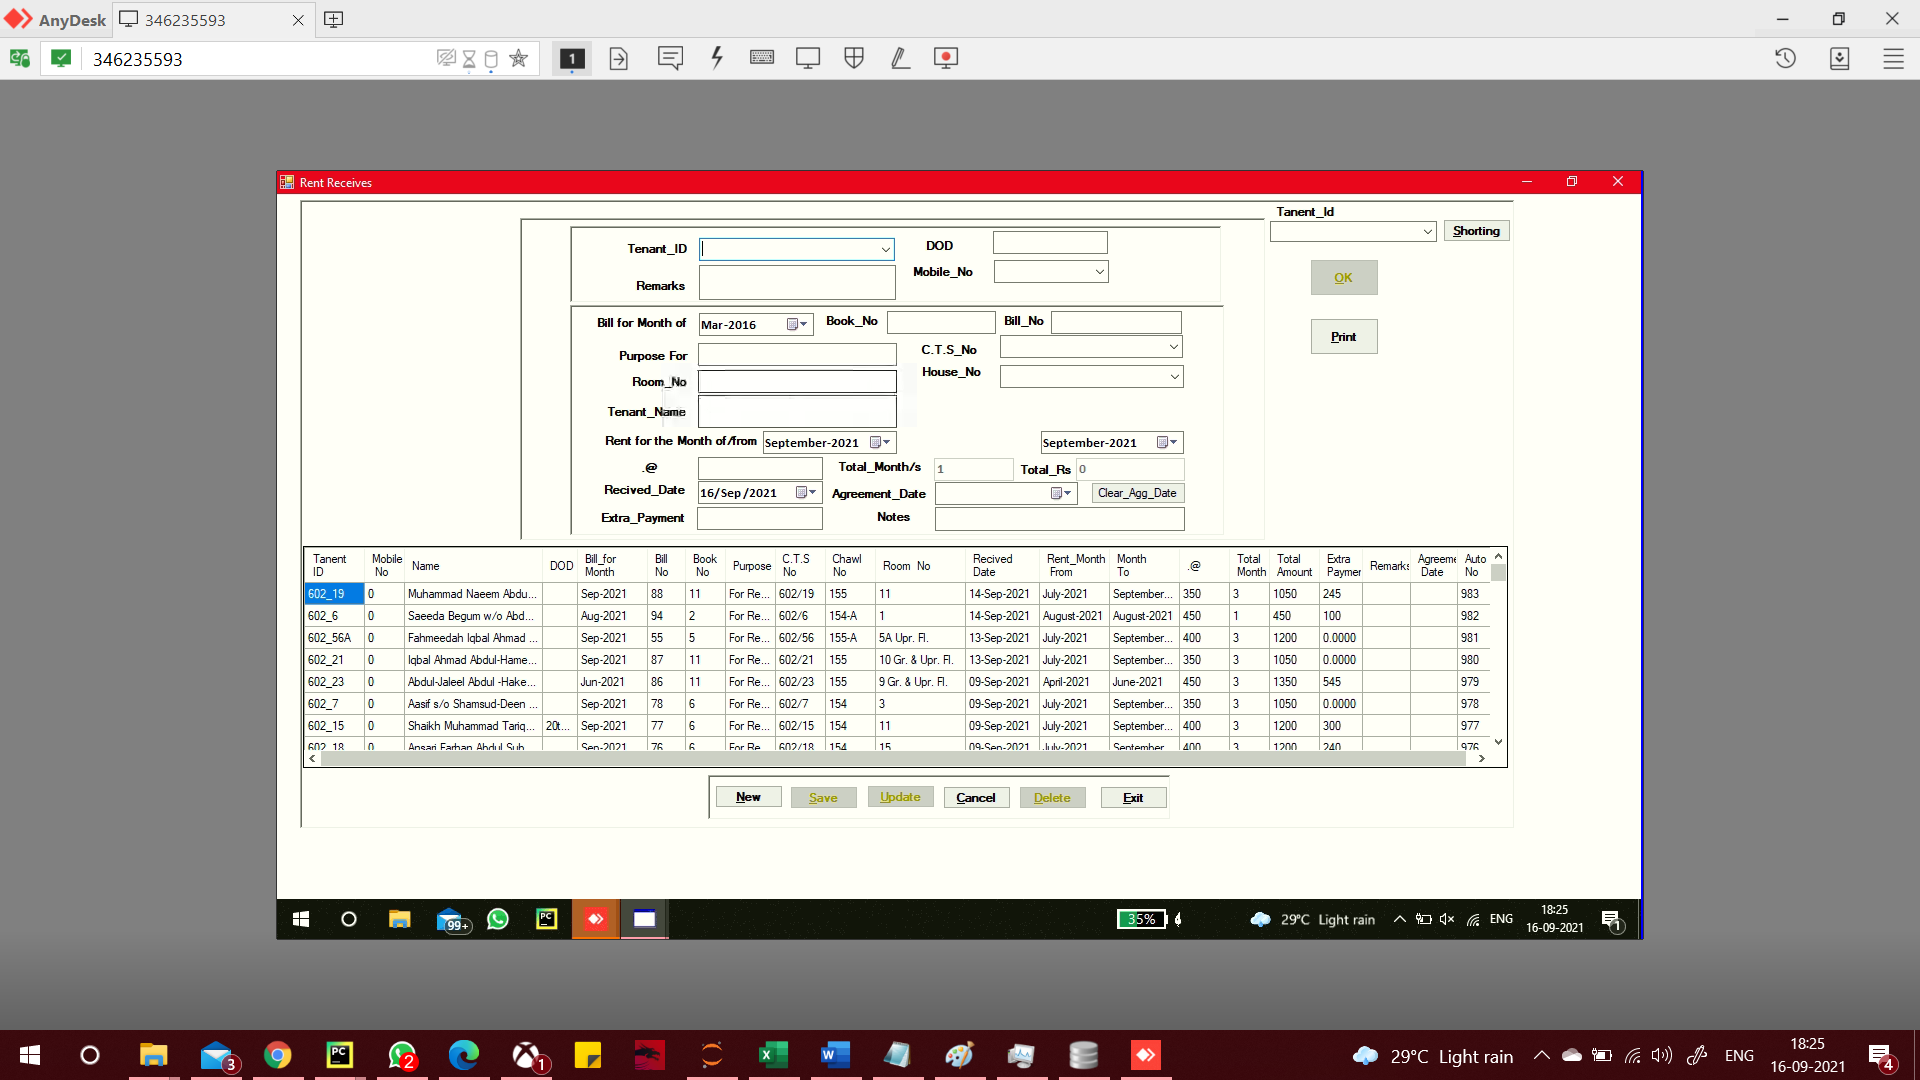 AnyDesk 346235593
346235593 1
Rent Receives
Tanent_Id
Shorting
Tenant_ID DOD
Remarks Mobile_No
OK
Print
Bill for Month of Mar-2016 Book_No Bill_No
Purpose For C.T.S_No
Room_No House_No
Tenant_Name
Rent for the Month of/from September-2021 September-2021
.@ Total_Month/s 1 Total_Rs 0
Recived_Date 16/Sep /2021 Agreement_Date Clear_Agg_Date
Extra_Payment Notes
Tanent ID Mobile No Name DOD Bill_for Month Bill No Book No Purpose C.T.S No Chawl No Room No Recived Date Rent_Month From Month To .@ Total Month Total Amount Extra Paymer Remarks Agreeme Date Auto No
602_19 0 Muhammad Naeem Abdu... Sep-2021 88 11 For Re... 602/19 155 11 14-Sep-2021 July-2021 September... 350 3 1050 245 983
602_6 0 Saeeda Begum w/o Abd... Aug-2021 94 2 For Re... 602/6 154-A 1 14-Sep-2021 August-2021 August-2021 450 1 450 100 982
602_56A 0 Fahmeedah Iqbal Ahmad ... Sep-2021 55 5 For Re... 602/56 155-A 5A Upr. Fl. 13-Sep-2021 July-2021 September... 400 3 1200 0.0000 981
602_21 0 Iqbal Ahmad Abdul-Hame... Sep-2021 87 11 For Re... 602/21 155 10 Gr. & Upr. Fl. 13-Sep-2021 July-2021 September... 350 3 1050 0.0000 980
602_23 0 Abdul-Jaleel Abdul -Hake... Jun-2021 86 11 For Re... 602/23 155 9 Gr. & Upr. Fl. 09-Sep-2021 April-2021 June-2021 450 3 1350 545 979
602_7 0 Aasif s/o Shamsud-Deen ... Sep-2021 78 6 For Re... 602/7 154 3 09-Sep-2021 July-2021 September... 350 3 1050 0.0000 978
602_15 0 Shaikh Muhammad Tariq... 20t... Sep-2021 77 6 For Re... 602/15 154 11 09-Sep-2021 July-2021 September... 400 3 1200 300 977
602_18 0 Ansari Farhan Abdul Sub... Sep-2021 76 6 For Re... 602/18 154 15 09-Sep-2021 July-2021 September... 400 3 1200 240 976
New Save Update Cancel Delete Exit
99+ PC 35% 29°C Light rain ENG 18:25
16-09-2021 1
3 PC 2 1 29°C Light rain ENG 18:25
16-09-2021 4